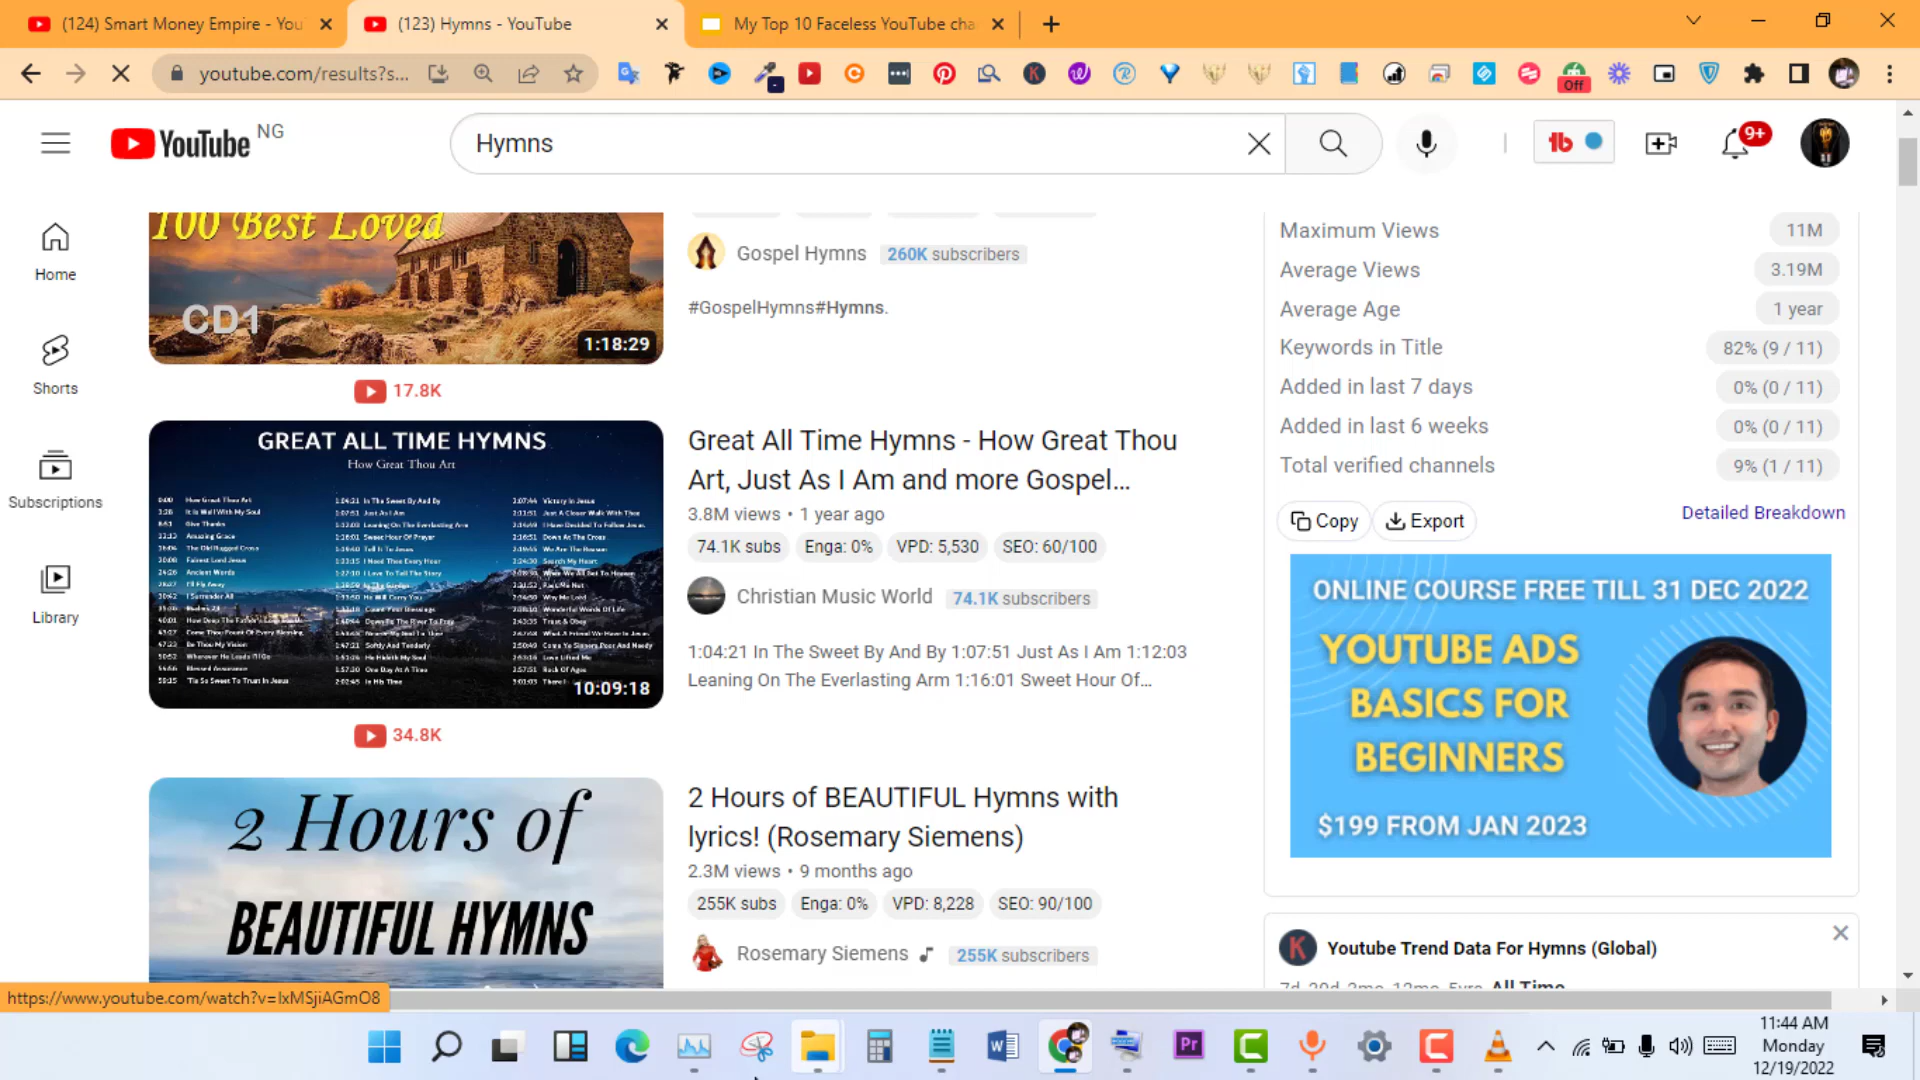 (124) Smart Money Empire - You
(123) Hymns - YouTube
My Top 10 Faceless YouTube cha
youtube.com/results?s...
Off
YouTube NG
Hymns
9+
Home
Shorts
Subscriptions
Library
100 Best Loved
CD1
1:18:29
17.8K
Gospel Hymns 260K subscribers
#GospelHymns#Hymns.
GREAT ALL TIME HYMNS
How Great Thou Art
10:09:18
34.8K
Great All Time Hymns - How Great Thou
Art, Just As I Am and more Gospel...
3.8M views • 1 year ago
74.1K subs Enga: 0% VPD: 5,530 SEO: 60/100
Christian Music World 74.1K subscribers
1:04:21 In The Sweet By And By 1:07:51 Just As I Am 1:12:03
Leaning On The Everlasting Arm 1:16:01 Sweet Hour Of...
2 Hours of
BEAUTIFUL HYMNS
2 Hours of BEAUTIFUL Hymns with
lyrics! (Rosemary Siemens)
2.3M views • 9 months ago
255K subs Enga: 0% VPD: 8,228 SEO: 90/100
Rosemary Siemens 255K subscribers
Maximum Views 11M
Average Views 3.19M
Average Age 1 year
Keywords in Title 82% (9 / 11)
Added in last 7 days 0% (0 / 11)
Added in last 6 weeks 0% (0 / 11)
Total verified channels 9% (1 / 11)
Copy Export Detailed Breakdown
ONLINE COURSE FREE TILL 31 DEC 2022
YOUTUBE ADS
BASICS FOR
BEGINNERS
$199 FROM JAN 2023
K Youtube Trend Data For Hymns (Global)
All Time
https://www.youtube.com/watch?v=IxMSjiAGmO8
11:44 AM
Monday
12/19/2022